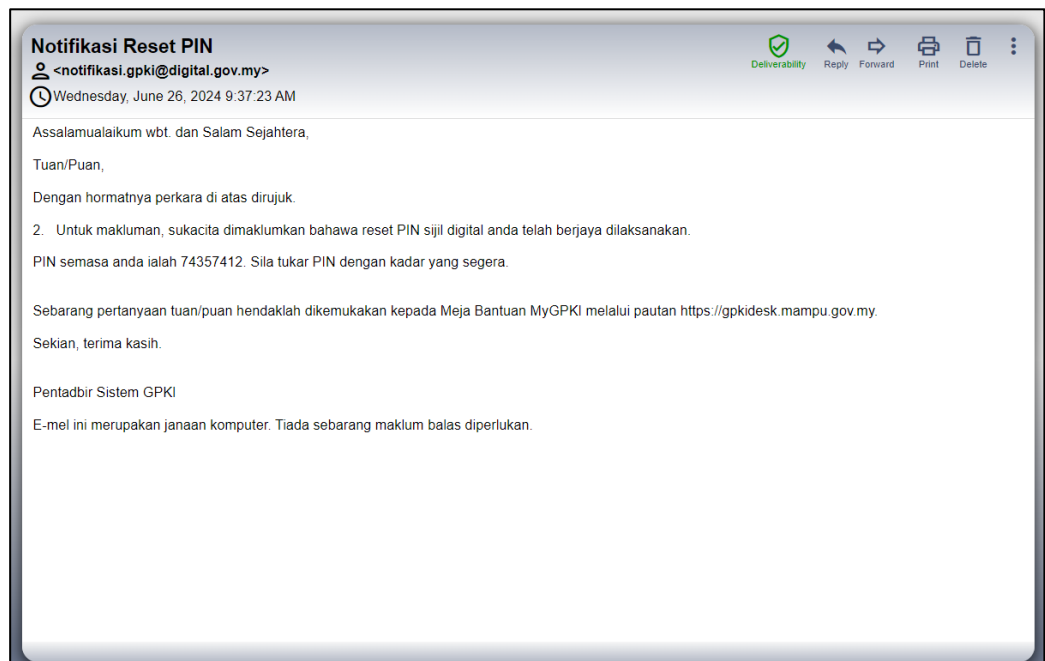 Notifikasi Reset PIN
<notifikasi.gpki@digital.gov.my>
Wednesday, June 26, 2024 9:37:23 AM
Deliverability Reply Forward Print Delete
Assalamualaikum wbt. dan Salam Sejahtera,
Tuan/Puan,
Dengan hormatnya perkara di atas dirujuk.
2. Untuk makluman, sukacita dimaklumkan bahawa reset PIN sijil digital anda telah berjaya dilaksanakan.
PIN semasa anda ialah 74357412. Sila tukar PIN dengan kadar yang segera.
Sebarang pertanyaan tuan/puan hendaklah dikemukakan kepada Meja Bantuan MyGPKI melalui pautan https://gpkidesk.mampu.gov.my.
Sekian, terima kasih.
Pentadbir Sistem GPKI
E-mel ini merupakan janaan komputer. Tiada sebarang maklum balas diperlukan.